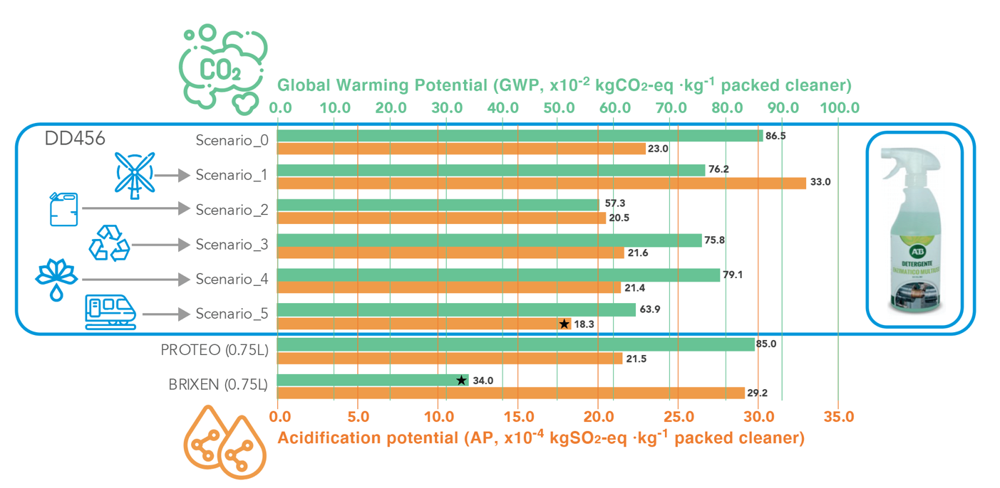 CO2
Global Warming Potential (GWP, x10-2 kgCO2-eq ·kg-1 packed cleaner)
0.0 10.0 20.0 30.0 40.0 50.0 60.0 70.0 80.0 90.0 100.0
DD456
Scenario_0 86.5
23.0
Scenario_1 76.2
33.0
Scenario_2 57.3
20.5
Scenario_3 75.8
21.6
Scenario_4 79.1
21.4
Scenario_5 63.9
18.3
AB
DETERGENTE
ENZIMATICO MULTIUSO
PROTEO (0.75L) 85.0
21.5
BRIXEN (0.75L) 34.0
29.2
0.0 5.0 10.0 15.0 20.0 25.0 30.0 35.0
Acidification potential (AP, x10-4 kgSO2-eq ·kg-1 packed cleaner)